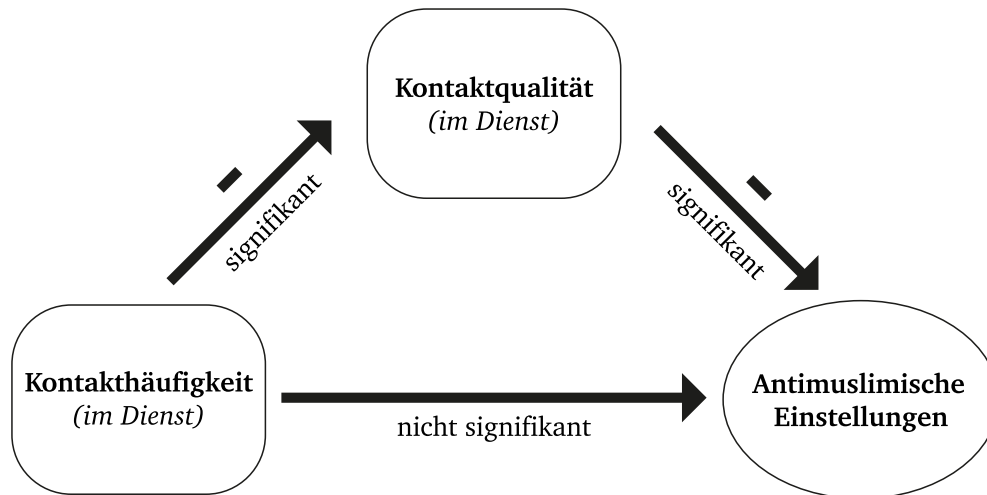 Kontaktqualität
(im Dienst)
-
signifikant
-
signifikant
Kontakthäufigkeit
(im Dienst)
nicht signifikant
Antimuslimische
Einstellungen